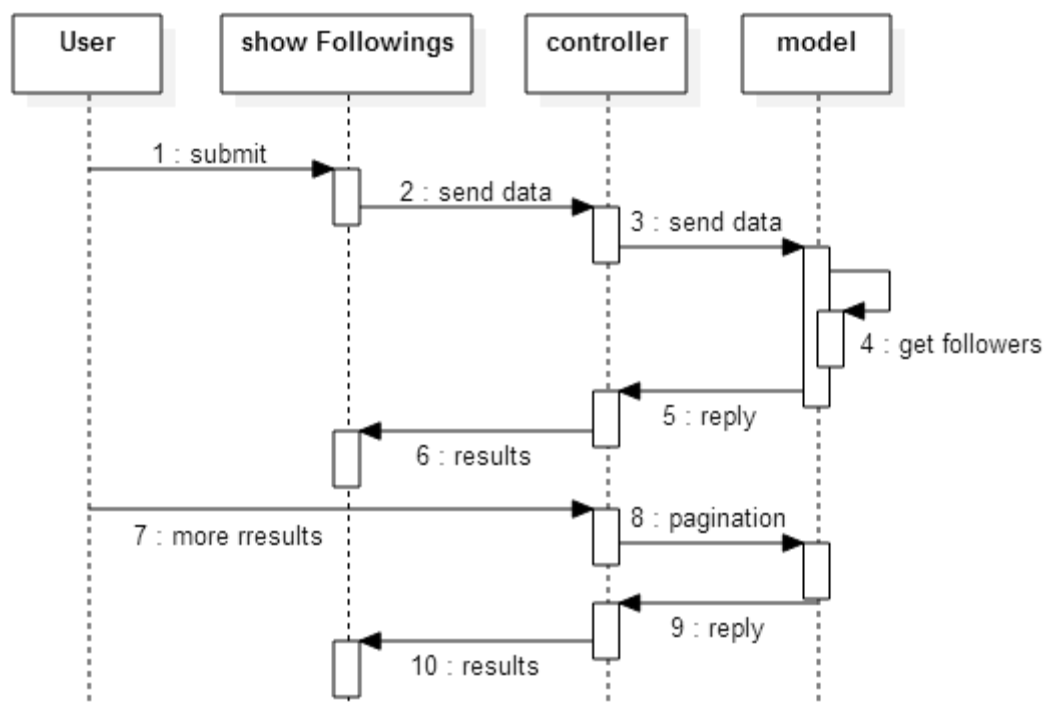 User
show Followings
controller
model
1 : submit
2 : send data
3 : send data
4 : get followers
5 : reply
6 : results
7 : more rresults
8 : pagination
9 : reply
10 : results